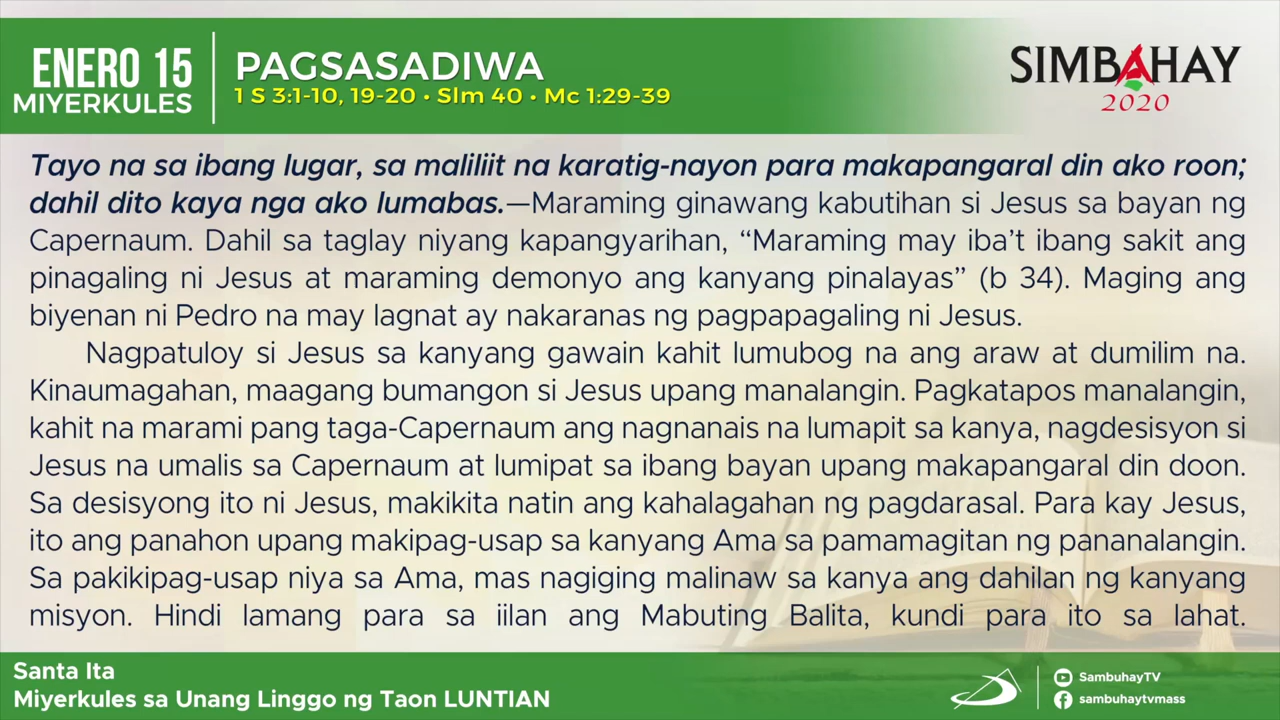 ENERO 15
MIYERKULES
PAGSASADIWA
1 S 3:1-10, 19-20 • Slm 40 • Mc 1:29-39
SIMBAHAY
2020
Tayo na sa ibang lugar, sa maliliit na karatig-nayon para makapangaral din ako roon;
dahil dito kaya nga ako lumabas.—Maraming ginawang kabutihan si Jesus sa bayan ng
Capernaum. Dahil sa taglay niyang kapangyarihan, “Maraming may iba’t ibang sakit ang
pinagaling ni Jesus at maraming demonyo ang kanyang pinalayas” (b 34). Maging ang
biyenan ni Pedro na may lagnat ay nakaranas ng pagpapagaling ni Jesus.
Nagpatuloy si Jesus sa kanyang gawain kahit lumubog na ang araw at dumilim na.
Kinaumagahan, maagang bumangon si Jesus upang manalangin. Pagkatapos manalangin,
kahit na marami pang taga-Capernaum ang nagnanais na lumapit sa kanya, nagdesisyon si
Jesus na umalis sa Capernaum at lumipat sa ibang bayan upang makapangaral din doon.
Sa desisyong ito ni Jesus, makikita natin ang kahalagahan ng pagdarasal. Para kay Jesus,
ito ang panahon upang makipag-usap sa kanyang Ama sa pamamagitan ng pananalangin.
Sa pakikipag-usap niya sa Ama, mas nagiging malinaw sa kanya ang dahilan ng kanyang
misyon. Hindi lamang para sa iilan ang Mabuting Balita, kundi para ito sa lahat.
Santa Ita
Miyerkules sa Unang Linggo ng Taon LUNTIAN
SambuhayTV
sambuhaytvmass